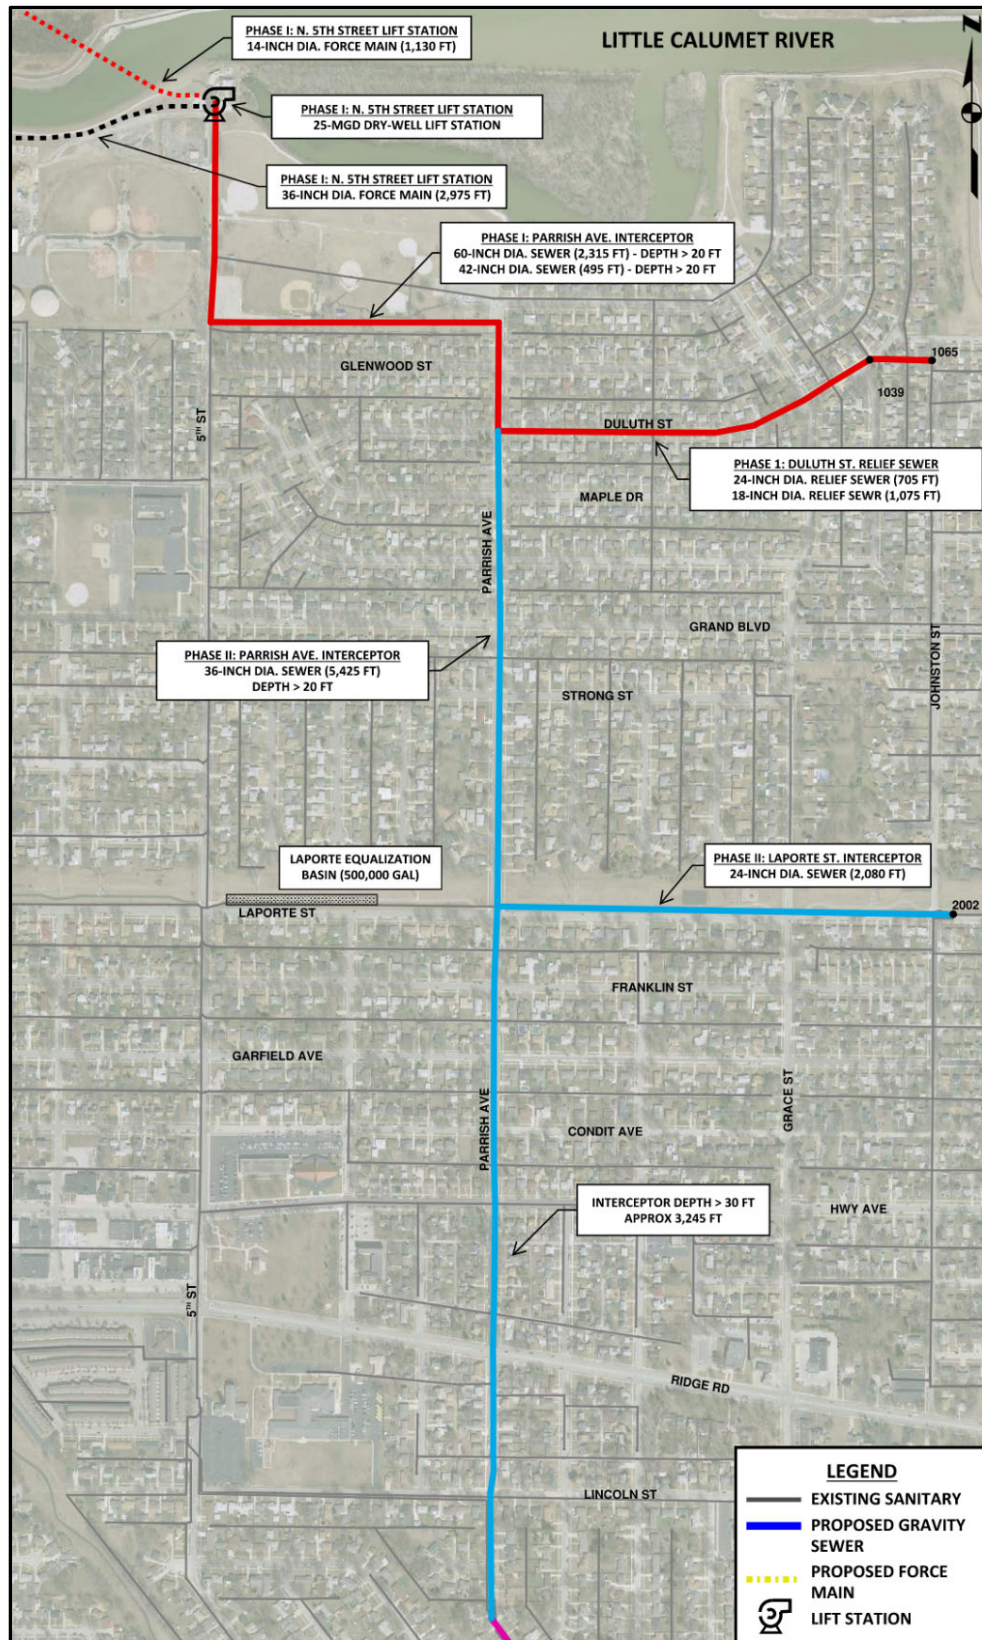 PHASE I: N. 5TH STREET LIFT STATION
14-INCH DIA. FORCE MAIN (1,130 FT)
LITTLE CALUMET RIVER
Z
PHASE I: N. 5TH STREET LIFT STATION
25-MGD DRY-WELL LIFT STATION
PHASE I: N. 5TH STREET LIFT STATION
36-INCH DIA. FORCE MAIN (2,975 FT)
PHASE I: PARRISH AVE. INTERCEPTOR
60-INCH DIA. SEWER (2,315 FT) - DEPTH > 20 FT
42-INCH DIA. SEWER (495 FT) - DEPTH > 20 FT
GLENWOOD ST
1065
1039
5TH ST
DULUTH ST
PHASE 1: DULUTH ST. RELIEF SEWER
24-INCH DIA. RELIEF SEWER (705 FT)
18-INCH DIA. RELIEF SEWR (1,075 FT)
MAPLE DR
PARRISH AVE
GRAND BLVD
PHASE II: PARRISH AVE. INTERCEPTOR
36-INCH DIA. SEWER (5,425 FT)
DEPTH > 20 FT
STRONG ST
JOHNSTON ST
LAPORTE EQUALIZATION
BASIN (500,000 GAL)
PHASE II: LAPORTE ST. INTERCEPTOR
24-INCH DIA. SEWER (2,080 FT)
LAPORTE ST
2002
FRANKLIN ST
GARFIELD AVE
GRACE ST
PARRISH AVE
CONDIT AVE
INTERCEPTOR DEPTH > 30 FT
APPROX 3,245 FT
HWY AVE
5TH ST
RIDGE RD
LINCOLN ST
LEGEND
EXISTING SANITARY
PROPOSED GRAVITY
SEWER
PROPOSED FORCE
MAIN
LIFT STATION